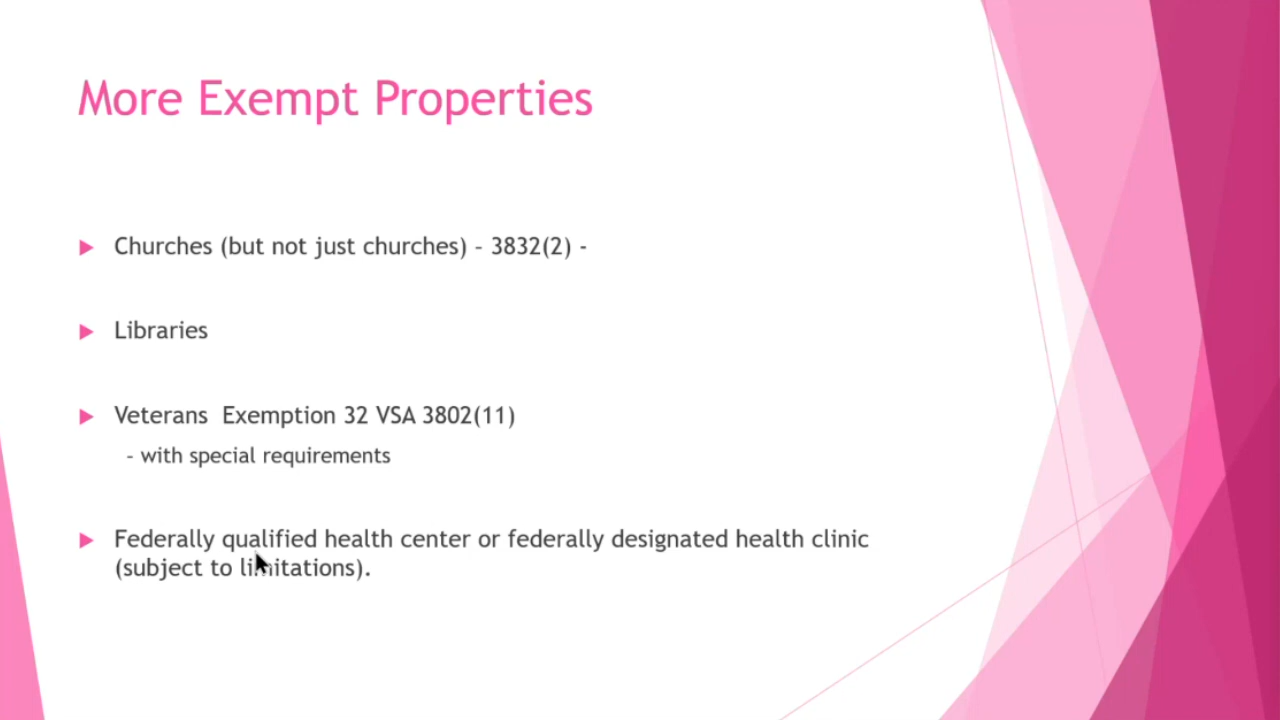 More Exempt Properties
Churches (but not just churches) – 3832(2) -
Libraries
Veterans  Exemption 32 VSA 3802(11)
– with special requirements
Federally qualified health center or federally designated health clinic
(subject to limitations).